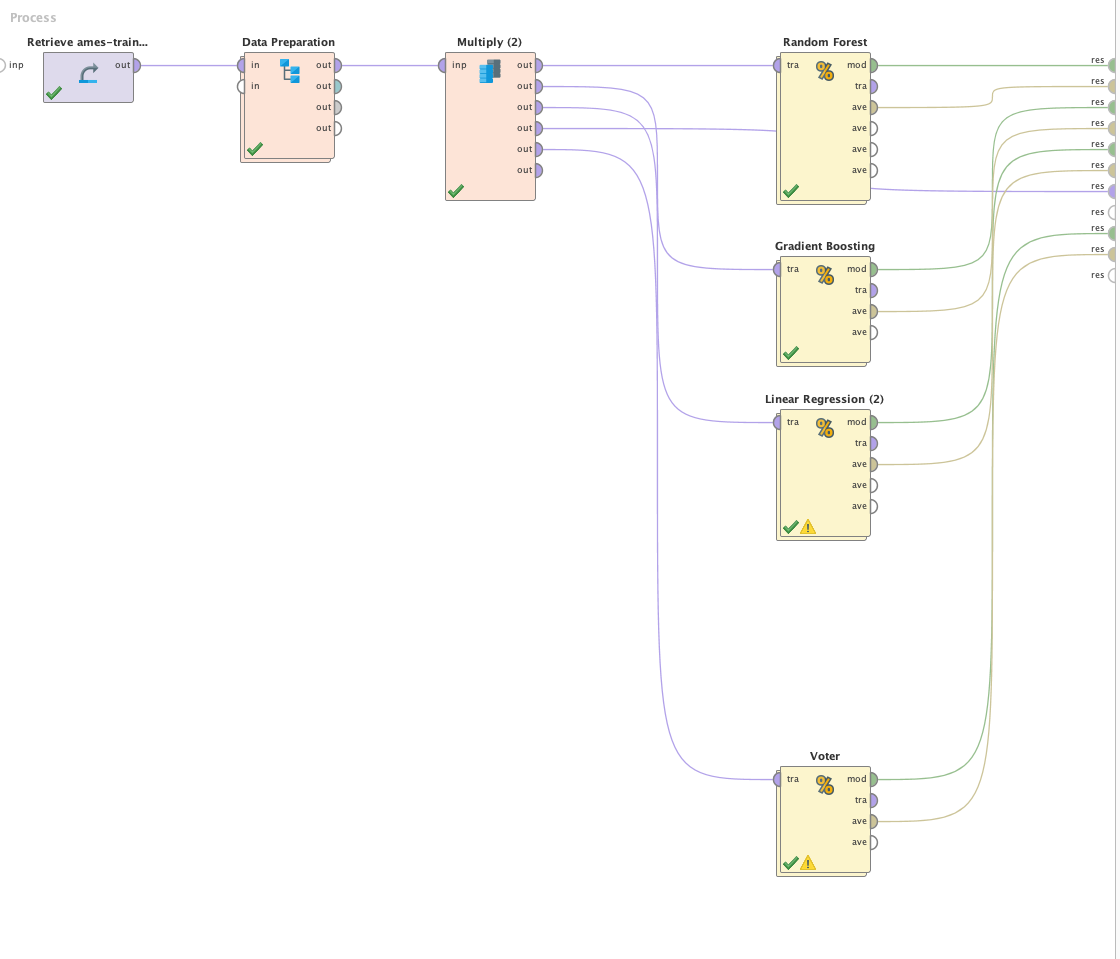 Process
inp
Retrieve ames-train...
out
Data Preparation
in out
in out
out
out
Multiply (2)
inp out
out
out
out
out
out
Random Forest
tra mod
tra
ave
ave
ave
ave
Gradient Boosting
tra mod
tra
ave
ave
Linear Regression (2)
tra mod
tra
ave
ave
ave
Voter
tra mod
tra
ave
ave
res
res
res
res
res
res
res
res
res
res
res